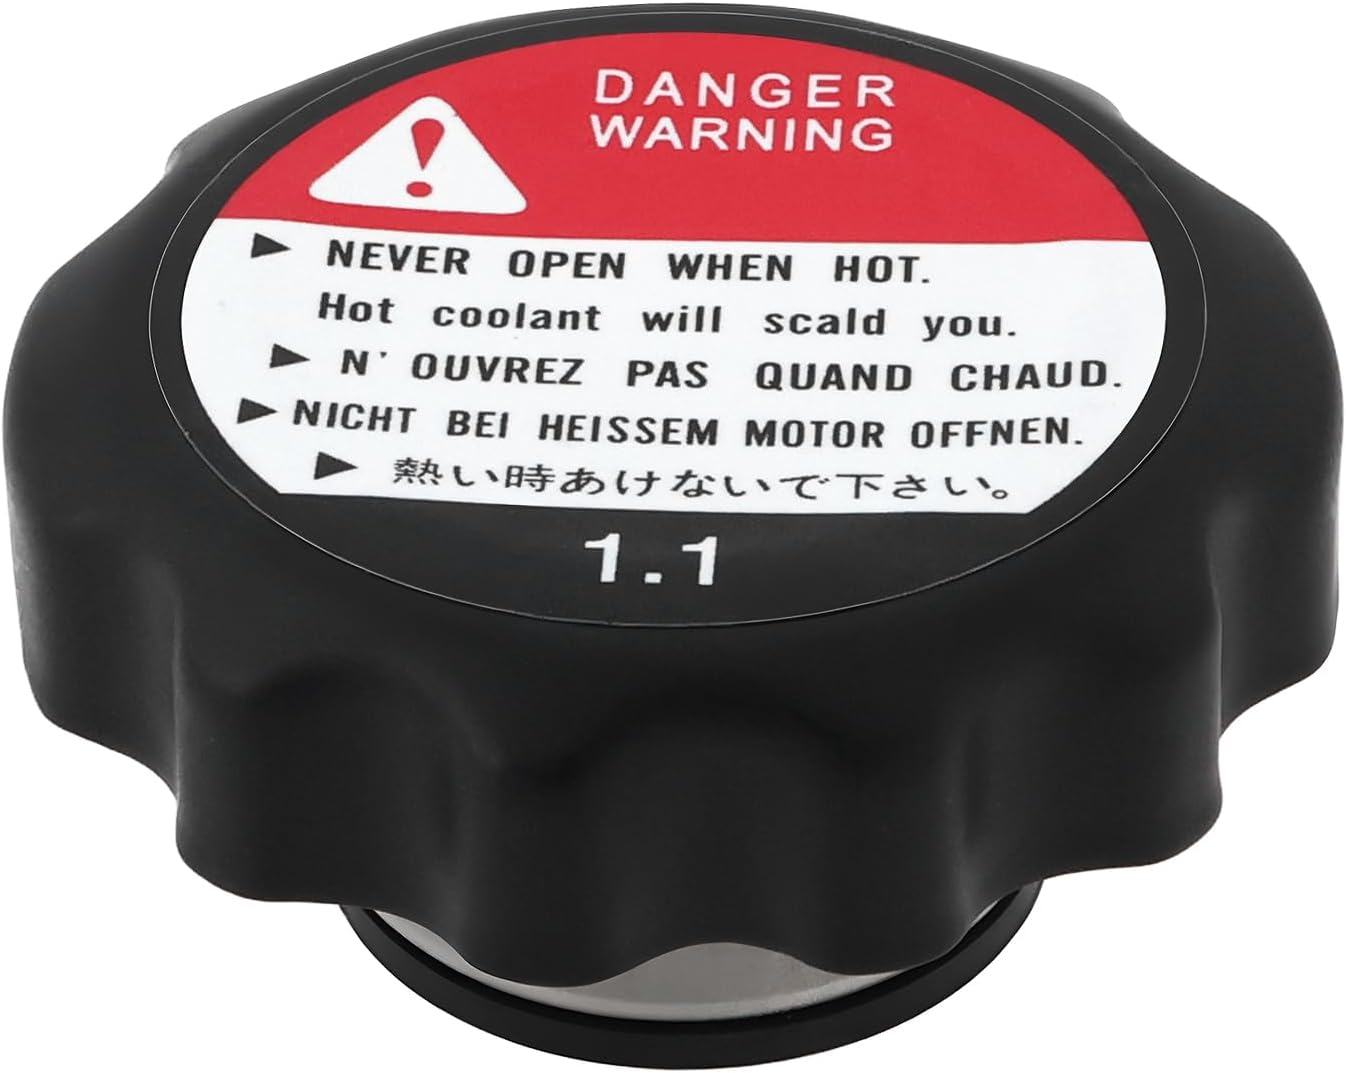 DANGER
WARNING
NEVER OPEN WHEN HOT.
Hot coolant will scald you.
N' OUVREZ PAS QUAND CHAUD.
NICHT BEI HEISSEM MOTOR OFFNEN.
熱い時あけないで下さい。
1.1